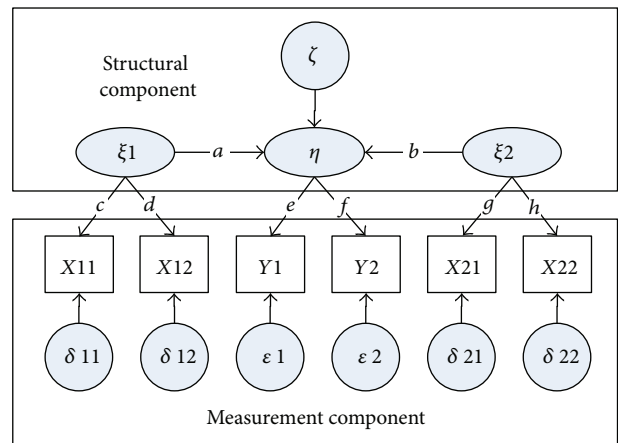 Structural
component
ζ
ξ1
a
η
b
ξ2
c
d
e
f
g
h
X11
X12
Y1
Y2
X21
X22
δ 11
δ 12
ε 1
ε 2
δ 21
δ 22
Measurement component